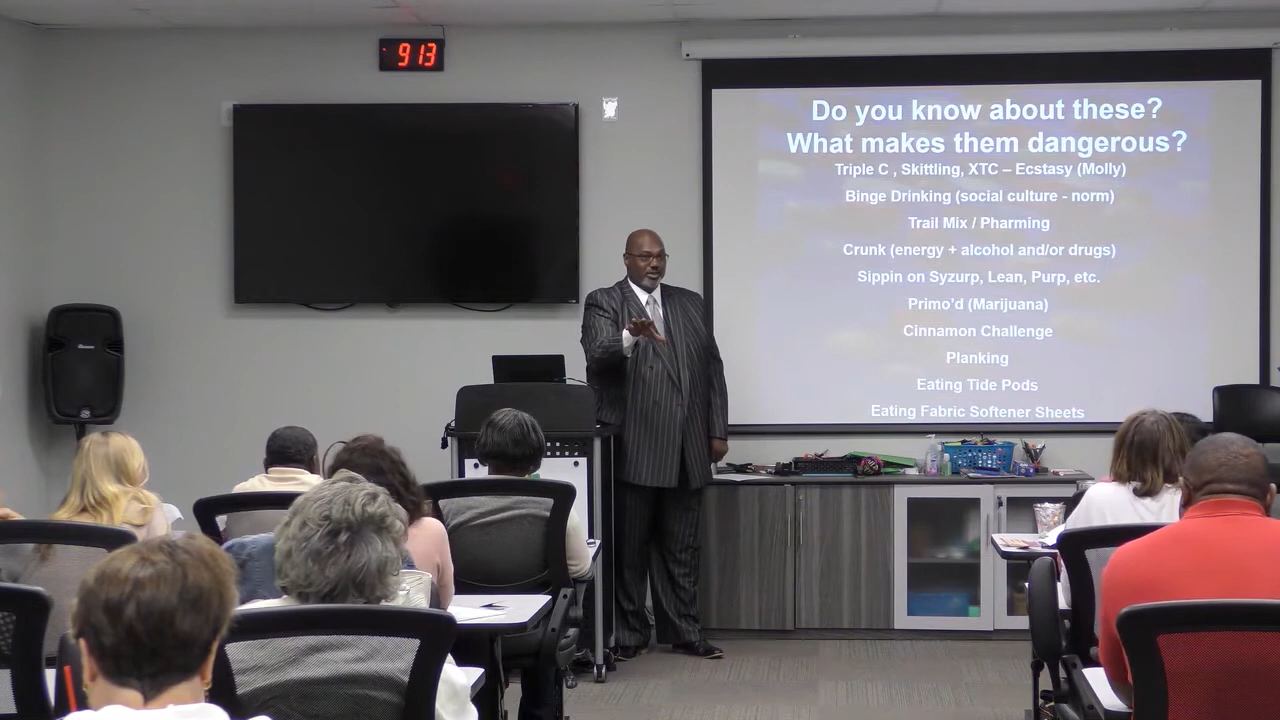 913
Do you know about these?
What makes them dangerous?
Triple C , Skittling, XTC – Ecstasy (Molly)
Binge Drinking (social culture - norm)
Trail Mix / Pharming
Crunk (energy + alcohol and/or drugs)
Sippin on Syzurp, Lean, Purp, etc.
Primo'd (Marijuana)
Cinnamon Challenge
Planking
Eating Tide Pods
Eating Fabric Softener Sheets